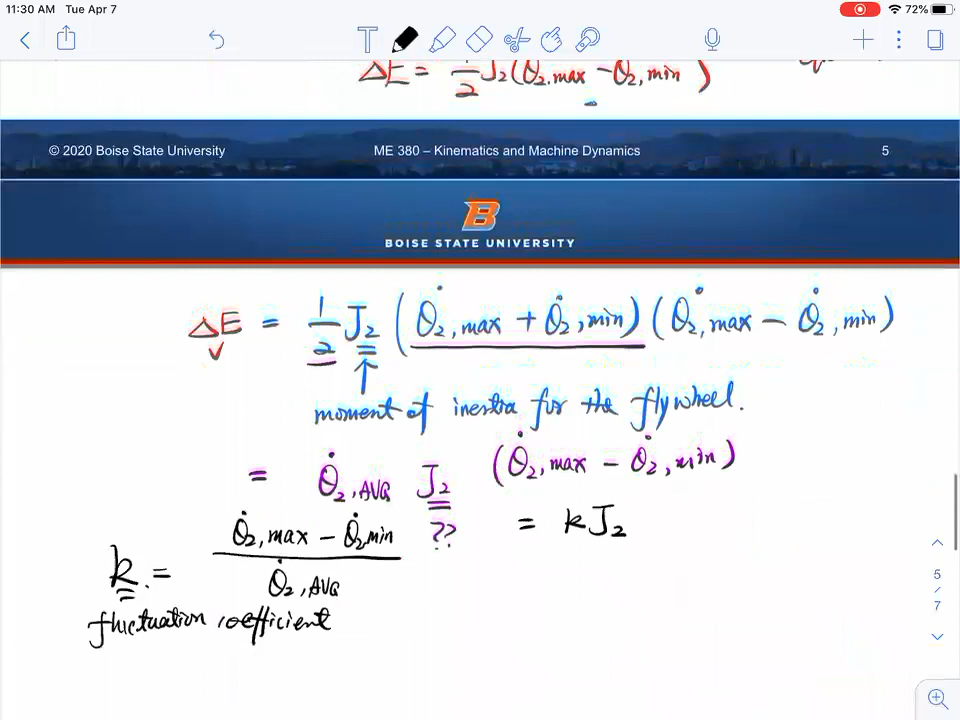 11:30 AM Tue Apr 7 72%
T
ΔE = 1/2 J₂ (θ̇₂,max − θ̇₂,min)
© 2020 Boise State University ME 380 – Kinematics and Machine Dynamics 5
B
BOISE STATE UNIVERSITY
ΔE = 1/2 J₂ (θ̇₂,max + θ̇₂,min) (θ̇₂,max − θ̇₂,min)
moment of inertia for the flywheel.
= θ̇₂,AVG J₂ (θ̇₂,max − θ̇₂,min)
??
= k J₂
k = (θ̇₂,max − θ̇₂,min) / θ̇₂,AVG
fluctuation coefficient
5
/
7